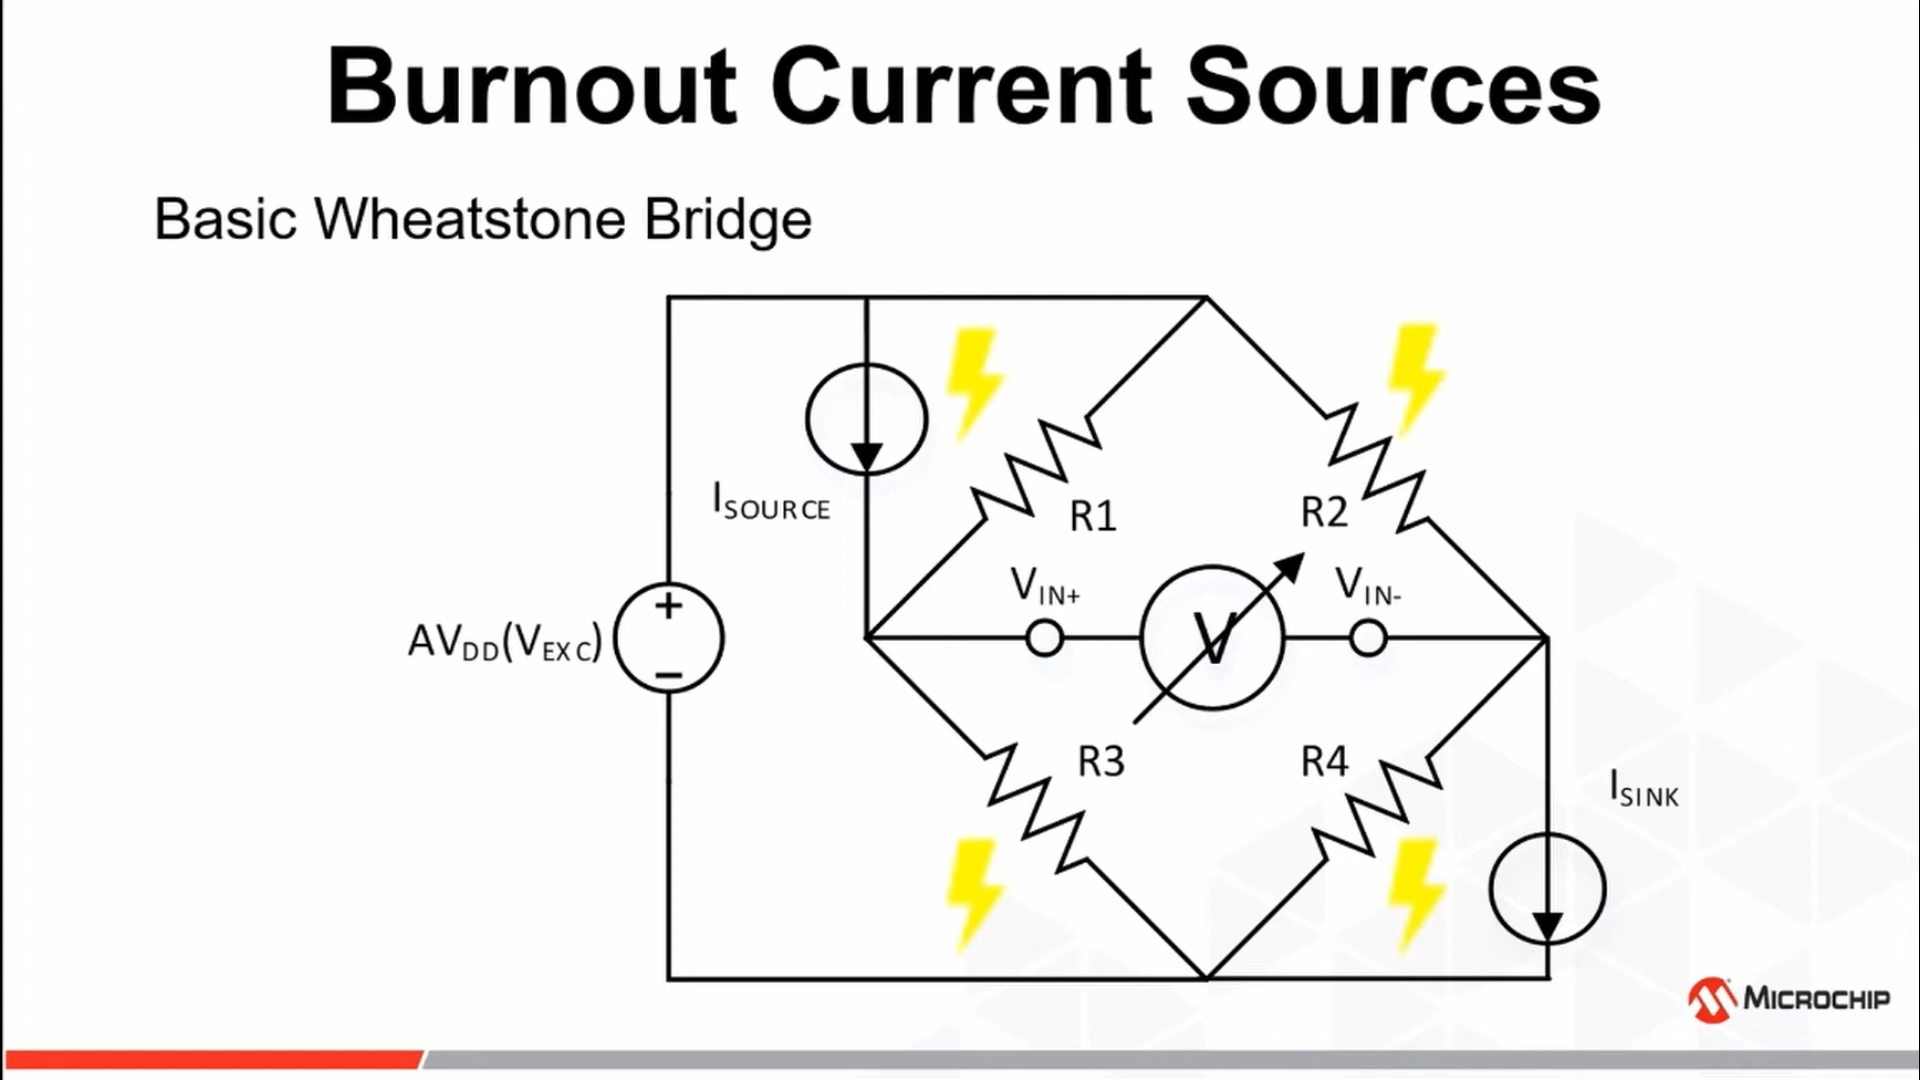 Burnout Current Sources
Basic Wheatstone Bridge
ISOURCE
R1
R2
VIN+
VIN-
+
V
AVDD(VEXC)
−
R3
R4
ISINK
MICROCHIP